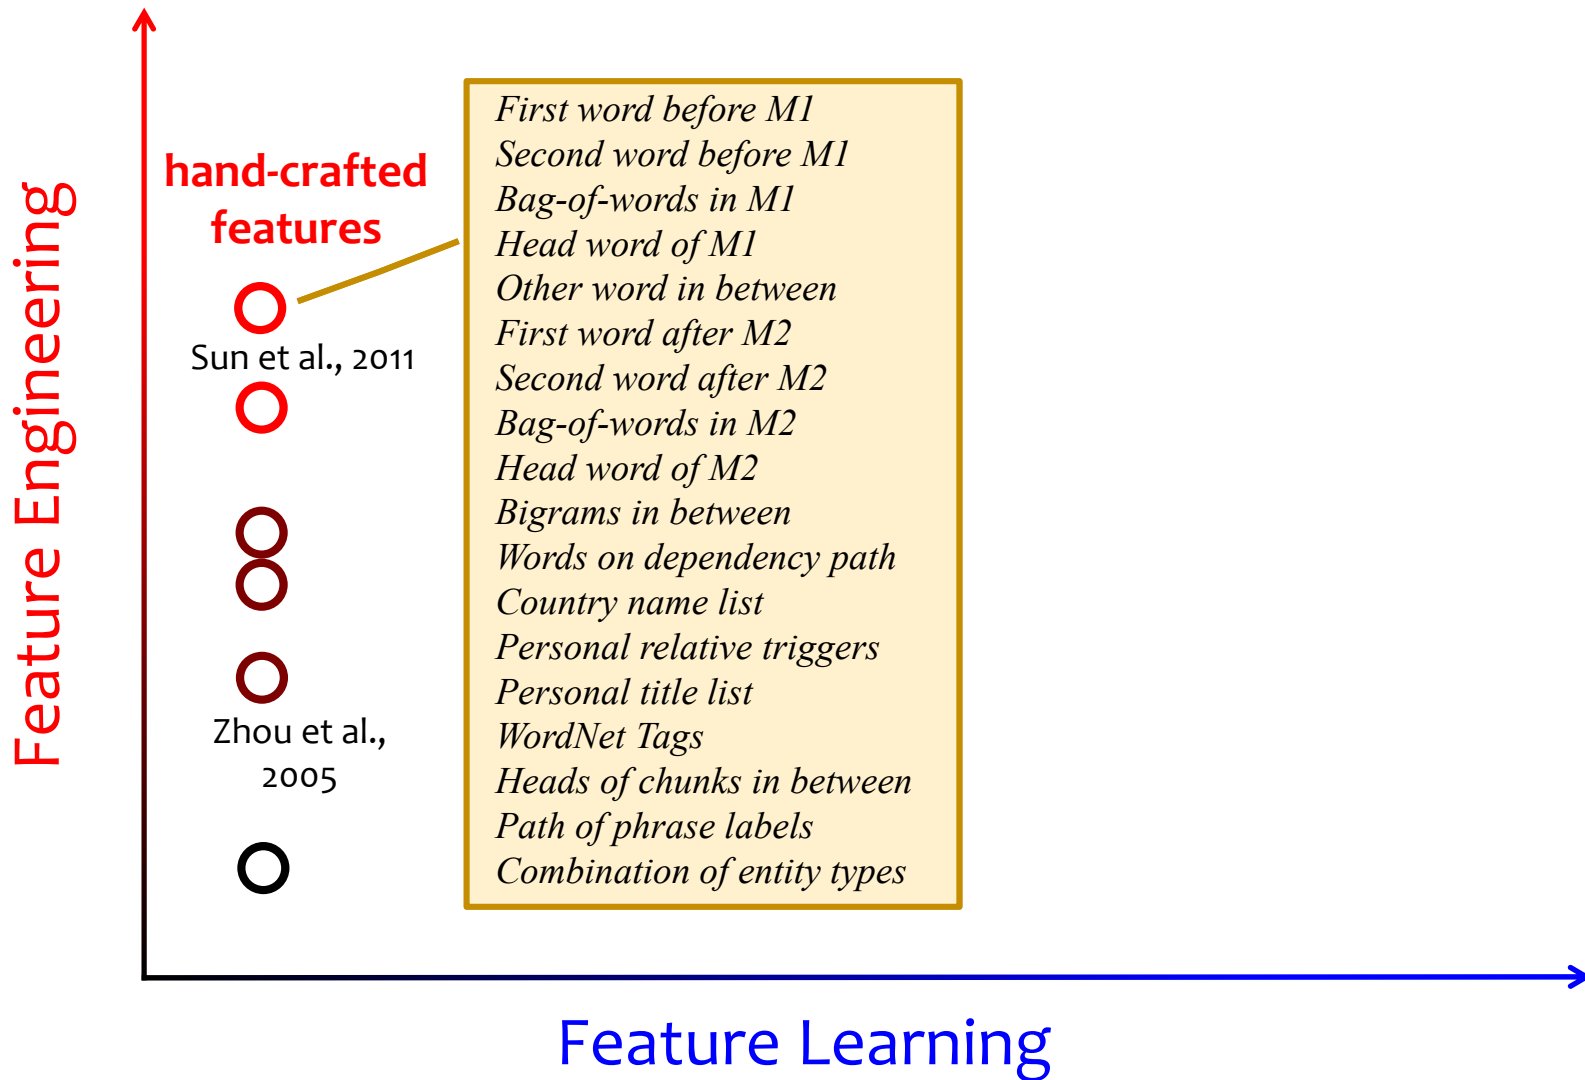 Feature Engineering
hand-crafted
features
Sun et al., 2011
Zhou et al.,
2005
First word before M1
Second word before M1
Bag-of-words in M1
Head word of M1
Other word in between
First word after M2
Second word after M2
Bag-of-words in M2
Head word of M2
Bigrams in between
Words on dependency path
Country name list
Personal relative triggers
Personal title list
WordNet Tags
Heads of chunks in between
Path of phrase labels
Combination of entity types
Feature Learning